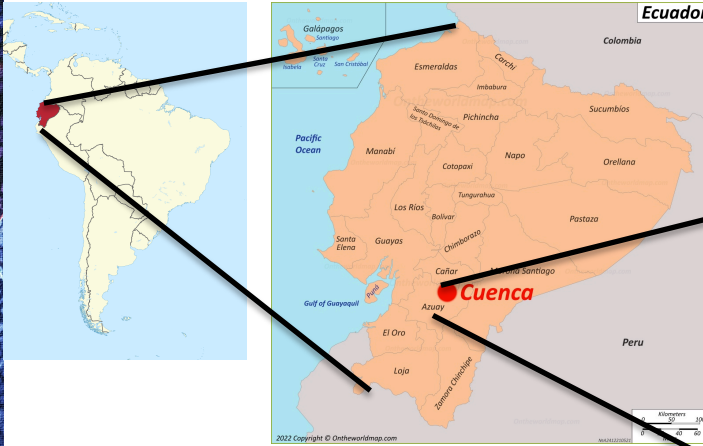 Ecuador
Galápagos
Santiago
Isabela
Santa
Cruz
San Cristóbal
Colombia
Esmeraldas
Carchi
Imbabura
Sucumbíos
Santo Domingo de
los Tsáchilas
Pichincha
Pacific
Ocean
Manabí
Napo
Orellana
Cotopaxi
Tungurahua
Los Ríos
Bolívar
Pastaza
Santa
Elena
Guayas
Chimborazo
Cañar
Santiago
Cuenca
Puná
Gulf of Guayaquil
Azuay
El Oro
Peru
Loja
Zamora Chinchipe
Kilometers
0 50 100
0 40 60
2022 Copyright © Ontheworldmap.com